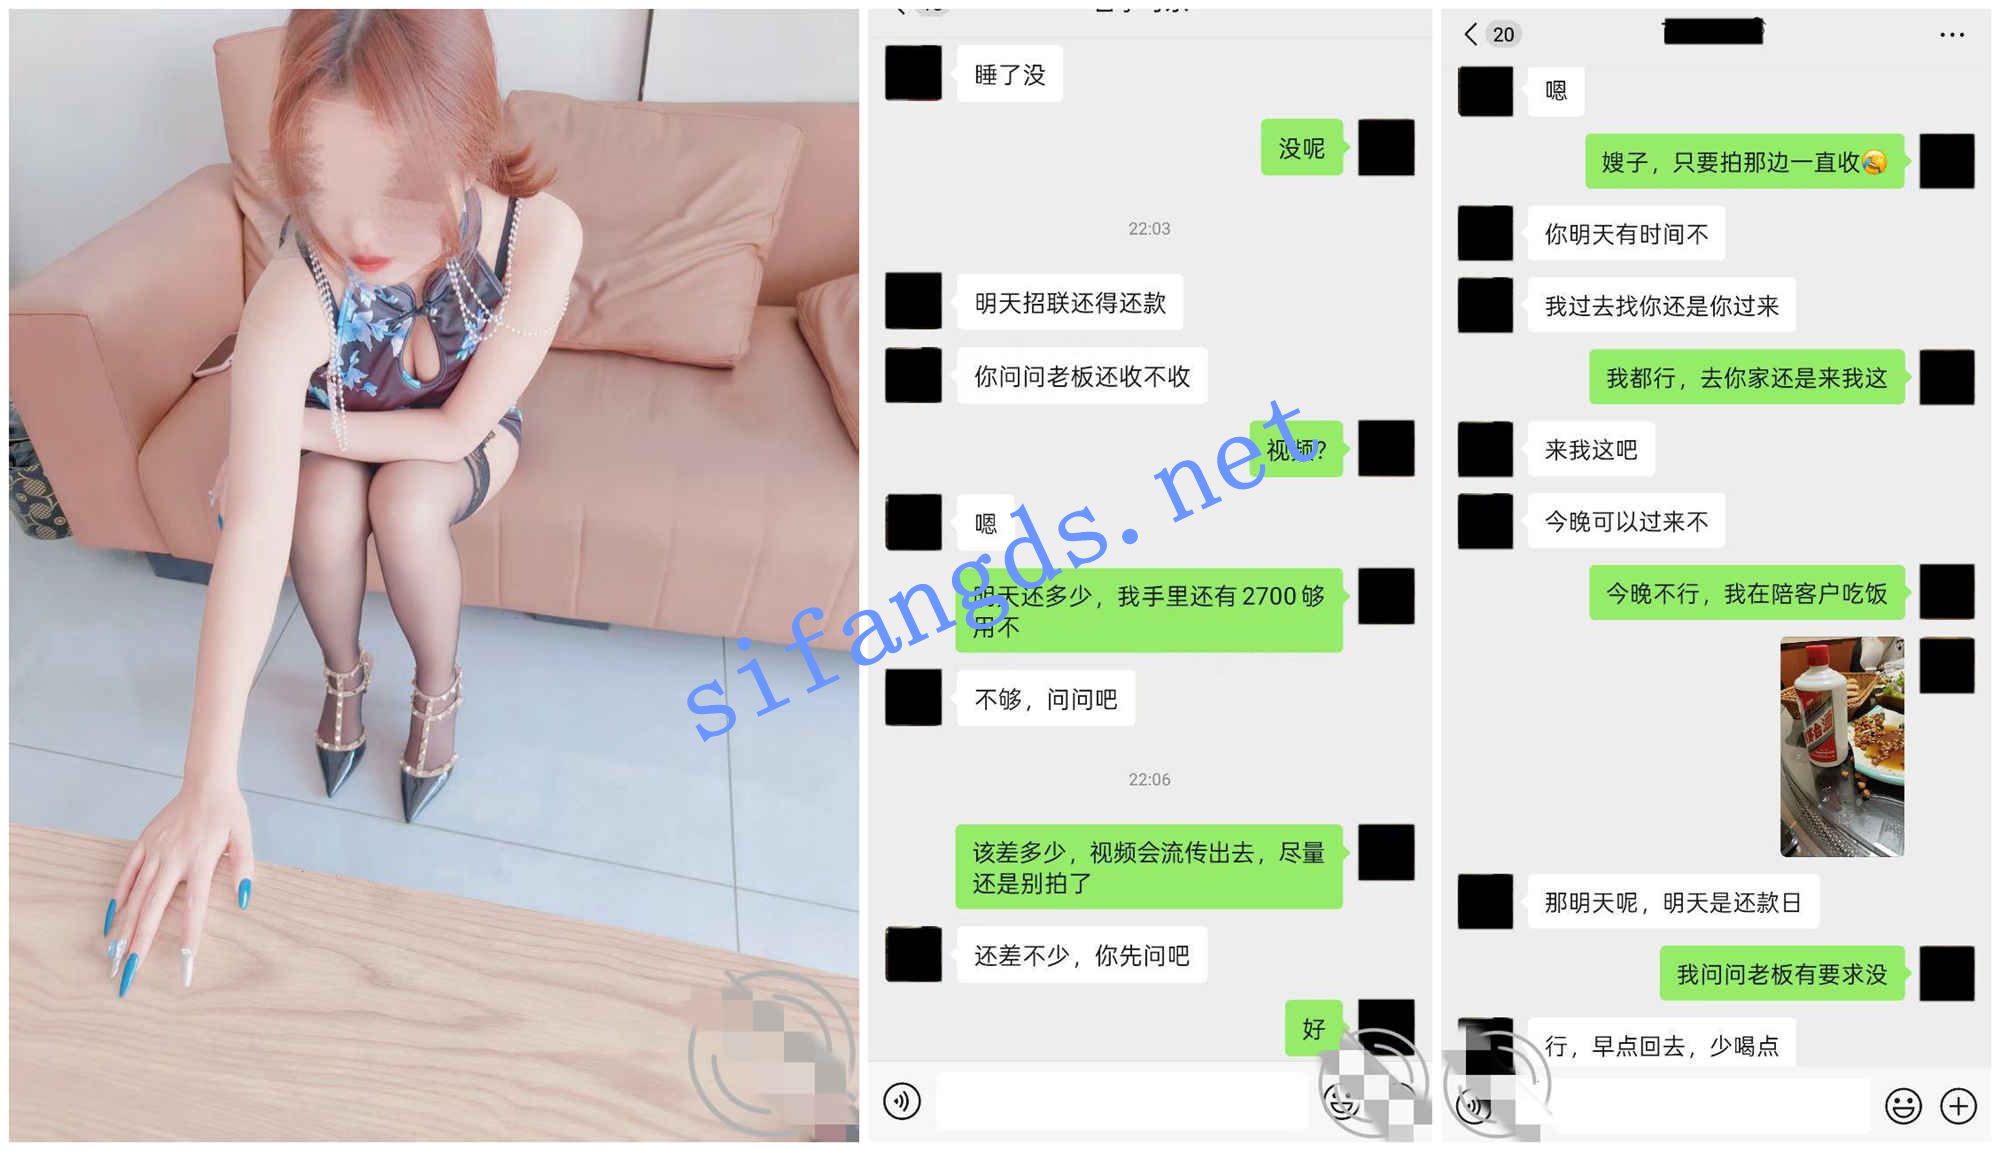 睡了没
没呢
22:03
明天招联还得还款
你问问老板还收不收
视频?
嗯
明天还多少，我手里还有2700够
用不
不够，问问吧
22:06
该差多少，视频会流传出去，尽量
还是别拍了
还差不少，你先问吧
好
20
嗯
嫂子，只要拍那边一直收
你明天有时间不
我过去找你还是你过来
我都行，去你家还是来我这
来我这吧
今晚可以过来不
今晚不行，我在陪客户吃饭
那明天呢，明天是还款日
我问问老板有要求没
行，早点回去，少喝点
sifangds.net